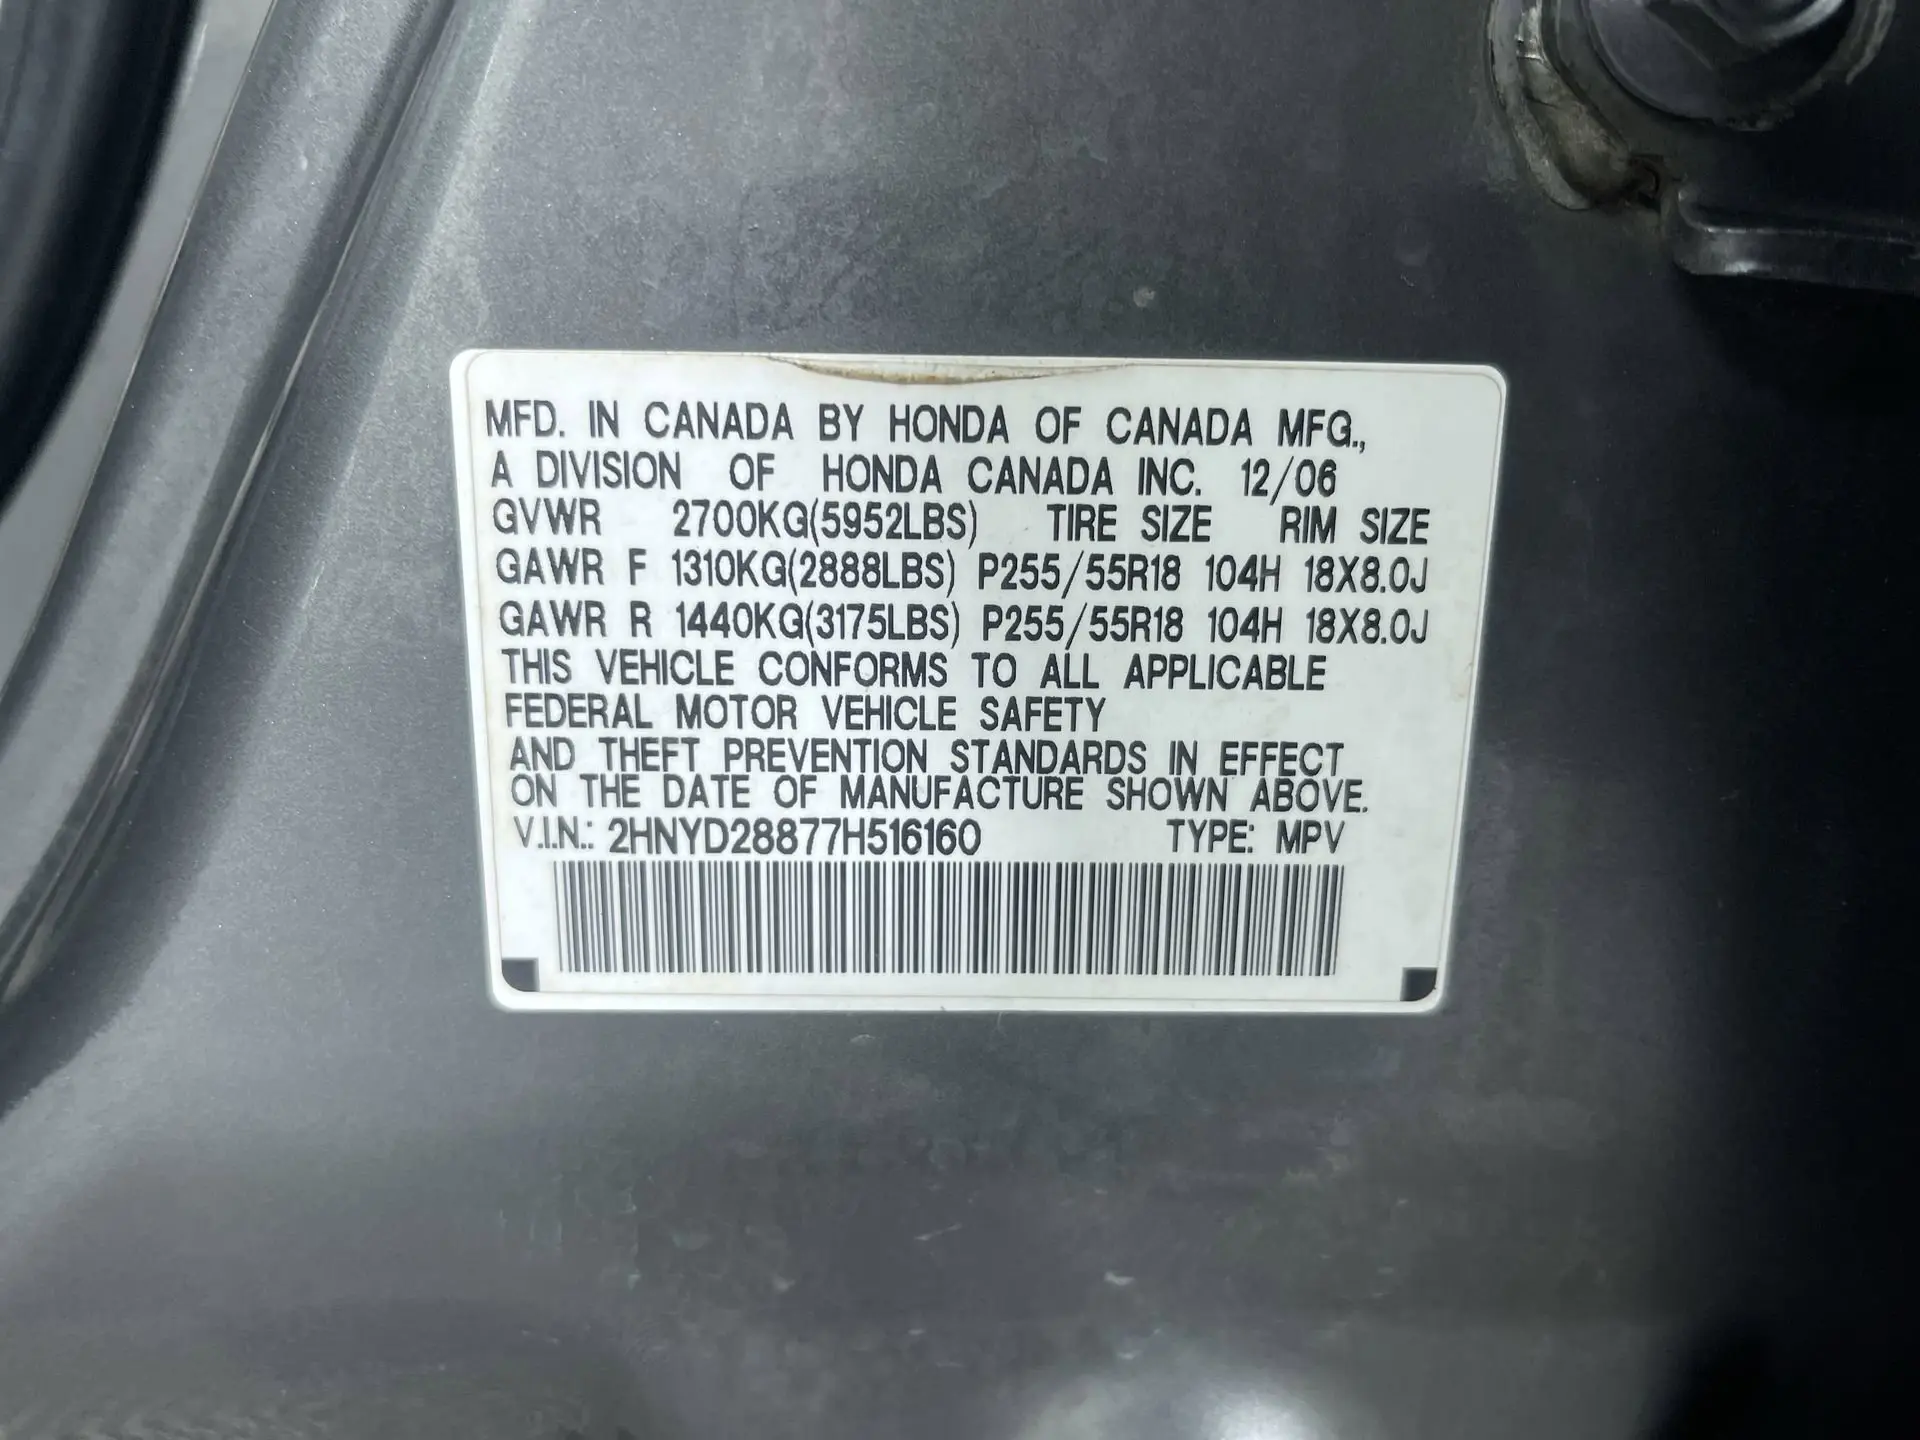 MFD. IN CANADA BY HONDA OF CANADA MFG.,
A DIVISION OF HONDA CANADA INC. 12/06
GVWR 2700KG(5952LBS) TIRE SIZE RIM SIZE
GAWR F 1310KG(2888LBS) P255/55R18 104H 18X8.0J
GAWR R 1440KG(3175LBS) P255/55R18 104H 18X8.0J
THIS VEHICLE CONFORMS TO ALL APPLICABLE
FEDERAL MOTOR VEHICLE SAFETY
AND THEFT PREVENTION STANDARDS IN EFFECT
ON THE DATE OF MANUFACTURE SHOWN ABOVE.
V.I.N.: 2HNYD28877H516160 TYPE: MPV